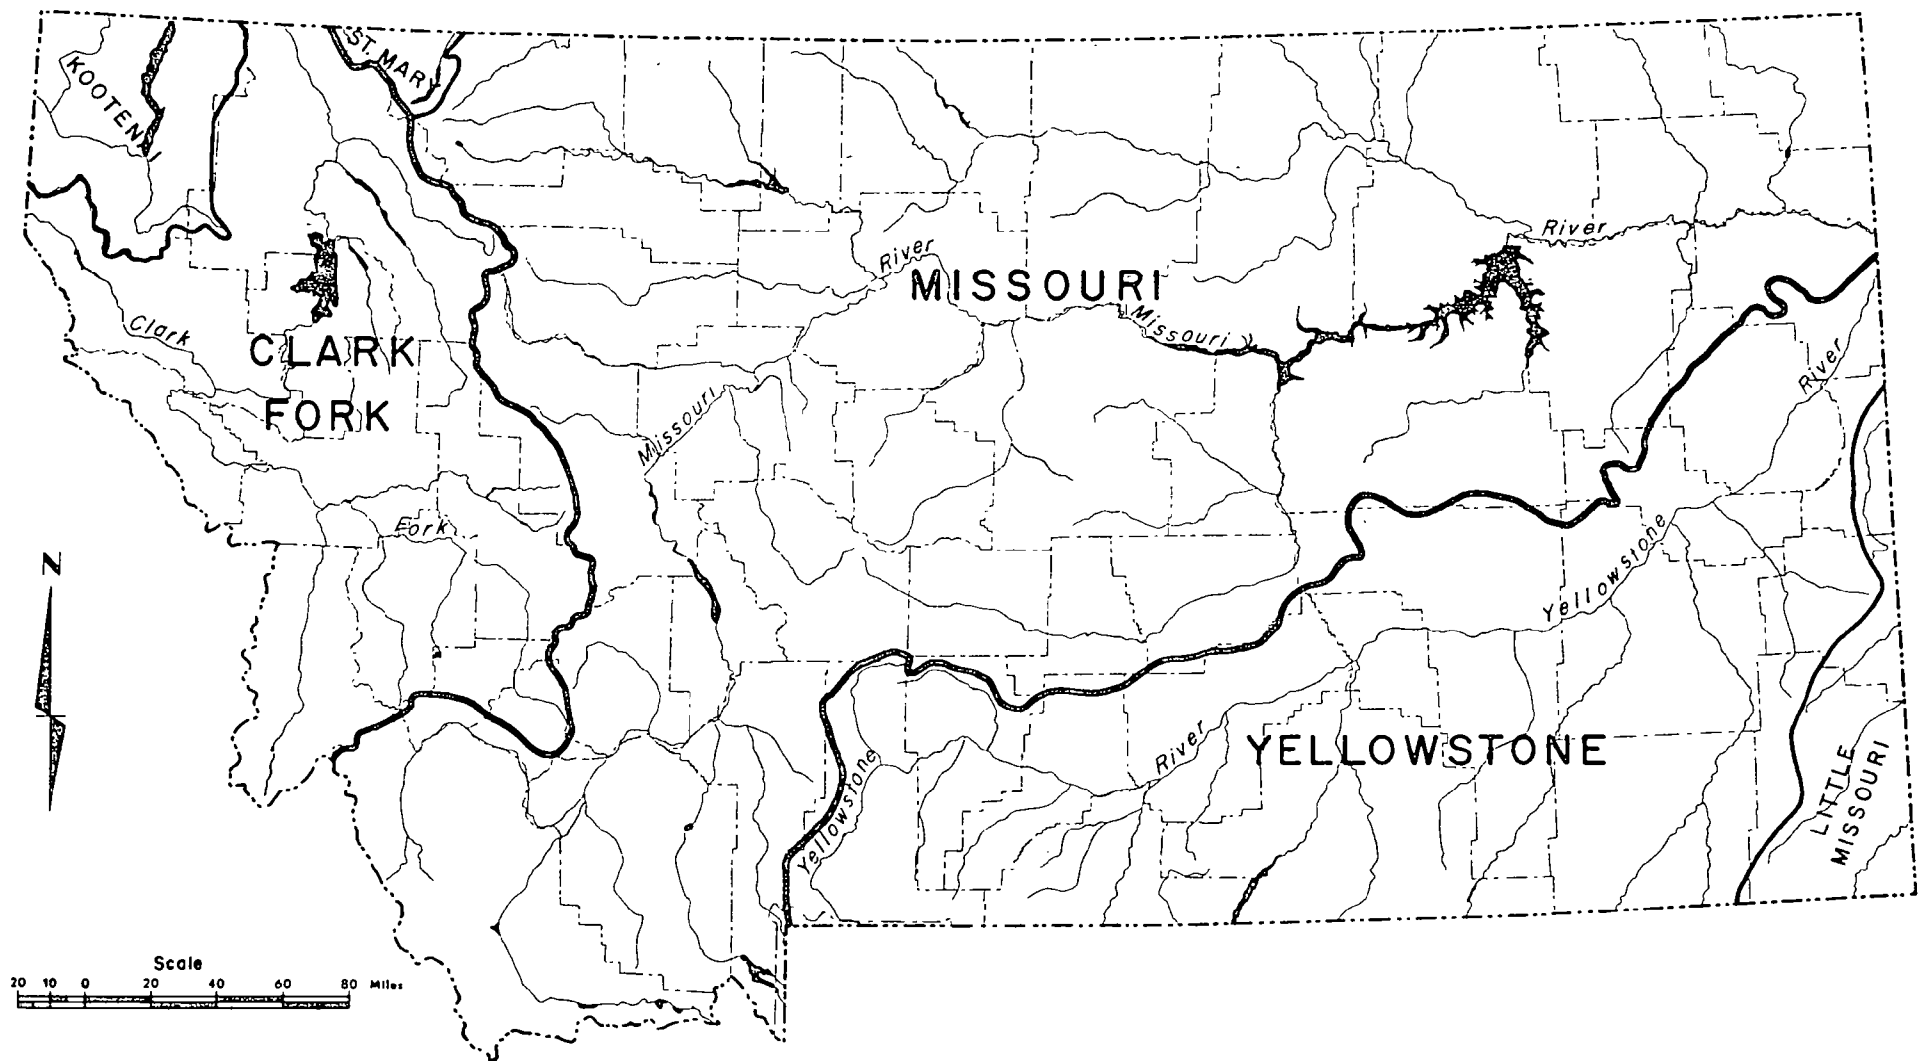 ST. MARY
KOOTENAI
River
River
MISSOURI
Missouri
Clark
CLARK
FORK
River
Missouri
Fork
Yellowstone
N
River
YELLOWSTONE
Yellowstone
LITTLE
MISSOURI
Scale
20 10 0 20 40 60 80 Miles